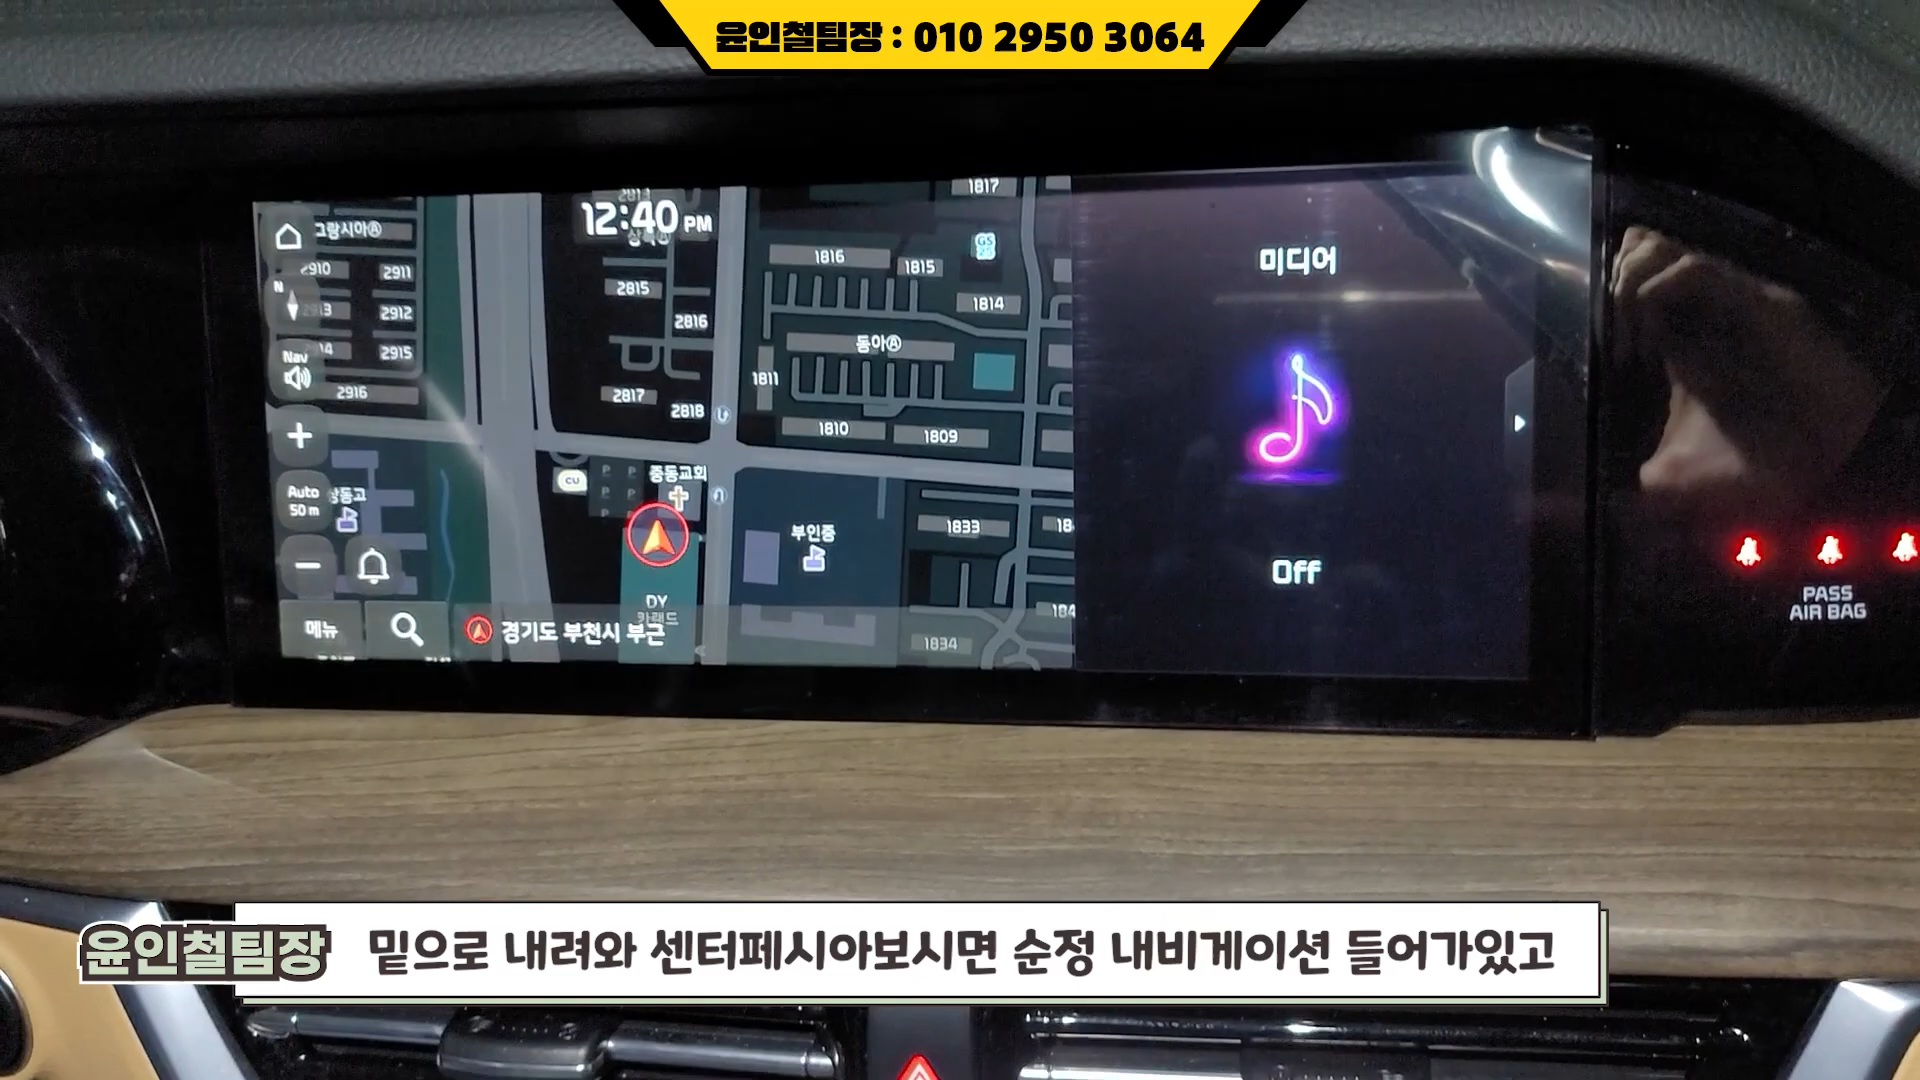 윤인철팀장 : 010 2950 3064
1817
12:40 PM
그랑시아Ⓐ
GS
25
미디어
2910
2911
1816
1815
2815
1814
N
2912
2816
동아Ⓐ
2915
Nav
1811
2916
2817
2818
1810
1809
중동교회
CU
P P
P P
P
Auto
50 m
1833
부인중
Off
DY
카랜드
PASS
AIR BAG
메뉴
경기도 부천시 부근
1834
윤인철팀장
밑으로 내려와 센터페시아보시면 순정 내비게이션 들어가있고